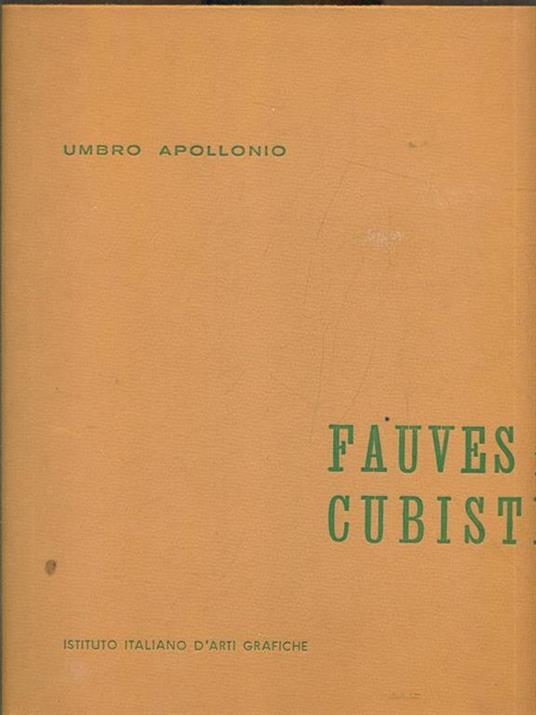 UMBRO APOLLONIO
FAUVES
CUBISTI
ISTITUTO ITALIANO D'ARTI GRAFICHE